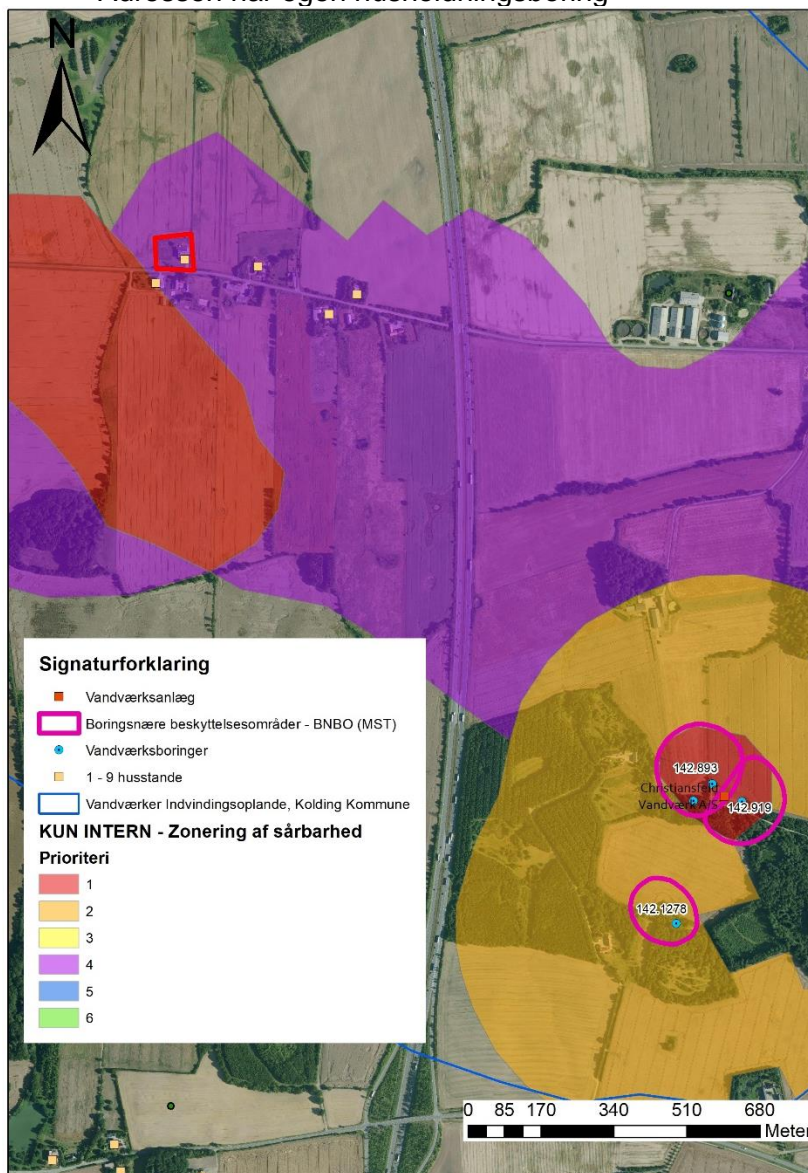 Adressen har egen husholdningsboring
N
142.893
Christiansfeld
Vandværk A/S
142.919
142.1278
Signaturforklaring
Vandværksanlæg
Boringsnære beskyttelsesområder - BNBO (MST)
Vandværksboringer
1 - 9 husstande
Vandværker Indvindingsoplande, Kolding Kommune
KUN INTERN - Zonering af sårbarhed
Prioriteri
1
2
3
4
5
6
0 85 170 340 510 680
Meter